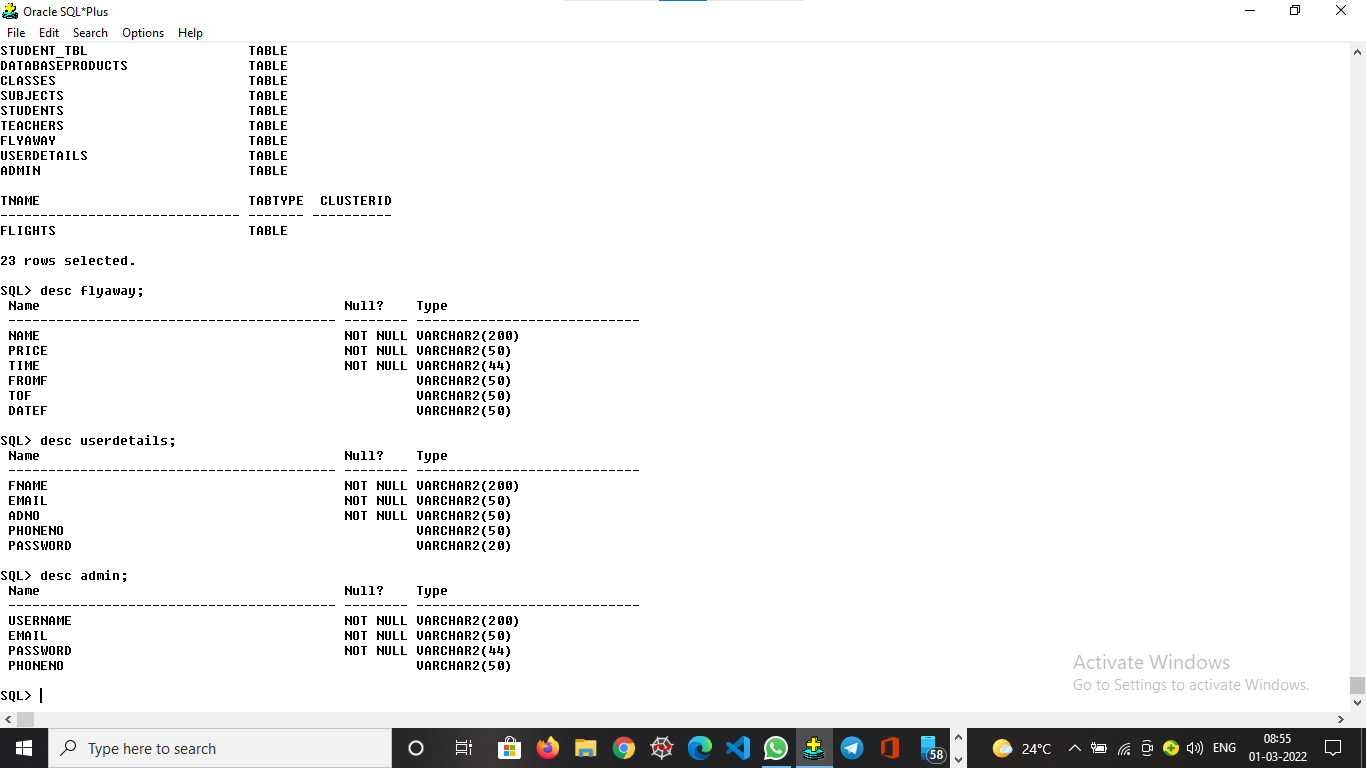 Oracle SQL*Plus
File Edit Search Options Help
STUDENT_TBL TABLE
DATABASEPRODUCTS TABLE
CLASSES TABLE
SUBJECTS TABLE
STUDENTS TABLE
TEACHERS TABLE
FLYAWAY TABLE
USERDETAILS TABLE
ADMIN TABLE
TNAME TABTYPE CLUSTERID
------------------------------ ------- ----------
FLIGHTS TABLE
23 rows selected.
SQL> desc flyaway;
Name Null? Type
----------------------------------------- -------- ----------------------------
NAME NOT NULL VARCHAR2(200)
PRICE NOT NULL VARCHAR2(50)
TIME NOT NULL VARCHAR2(44)
FROMF VARCHAR2(50)
TOF VARCHAR2(50)
DATEF VARCHAR2(50)
SQL> desc userdetails;
Name Null? Type
----------------------------------------- -------- ----------------------------
FNAME NOT NULL VARCHAR2(200)
EMAIL NOT NULL VARCHAR2(50)
ADNO NOT NULL VARCHAR2(50)
PHONENO VARCHAR2(50)
PASSWORD VARCHAR2(20)
SQL> desc admin;
Name Null? Type
----------------------------------------- -------- ----------------------------
USERNAME NOT NULL VARCHAR2(200)
EMAIL NOT NULL VARCHAR2(50)
PASSWORD NOT NULL VARCHAR2(44)
PHONENO VARCHAR2(50)
SQL>
Activate Windows
Go to Settings to activate Windows.
Type here to search
58
24°C
ENG
08:55
01-03-2022